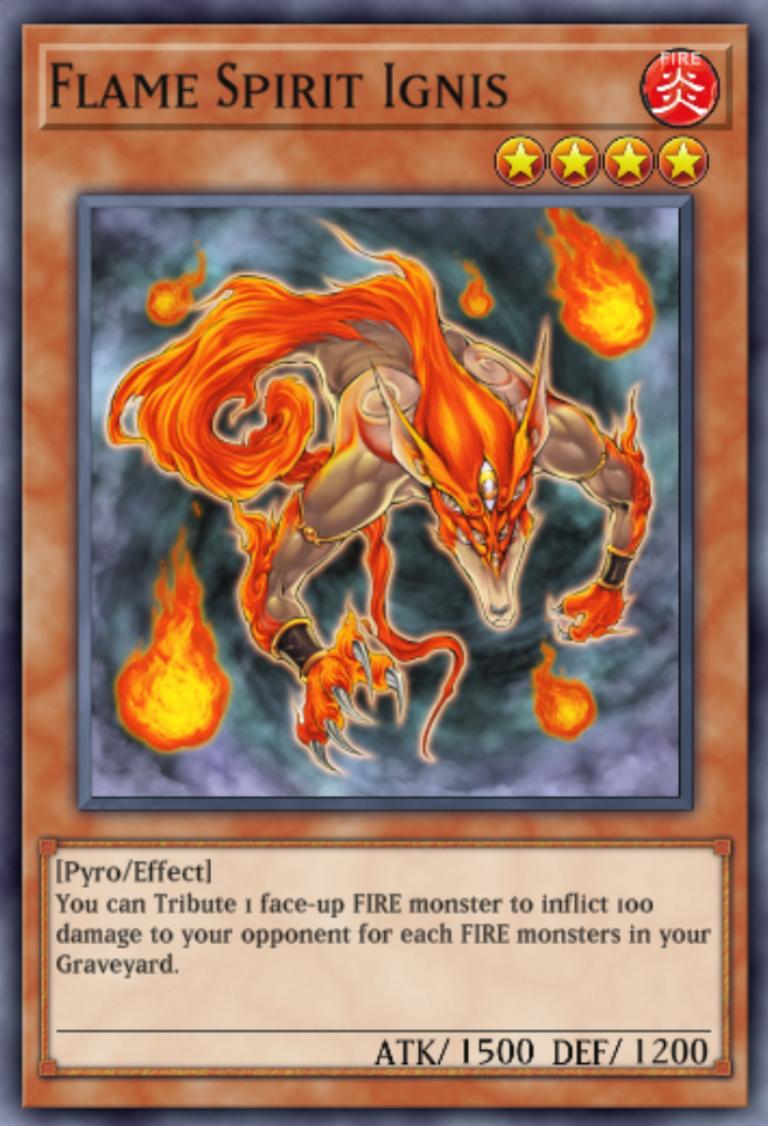 Flame Spirit Ignis
FIRE
炎
[Pyro/Effect]
You can Tribute 1 face-up FIRE monster to inflict 100
damage to your opponent for each FIRE monsters in your
Graveyard.
ATK/ 1500 DEF/ 1200